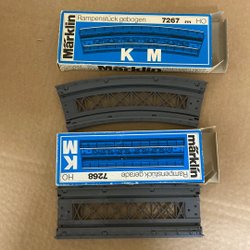 Märklin
Rampenstück gebogen
7267
HO
K M
märklin
Rampenstück gerade
7268
HO
K M